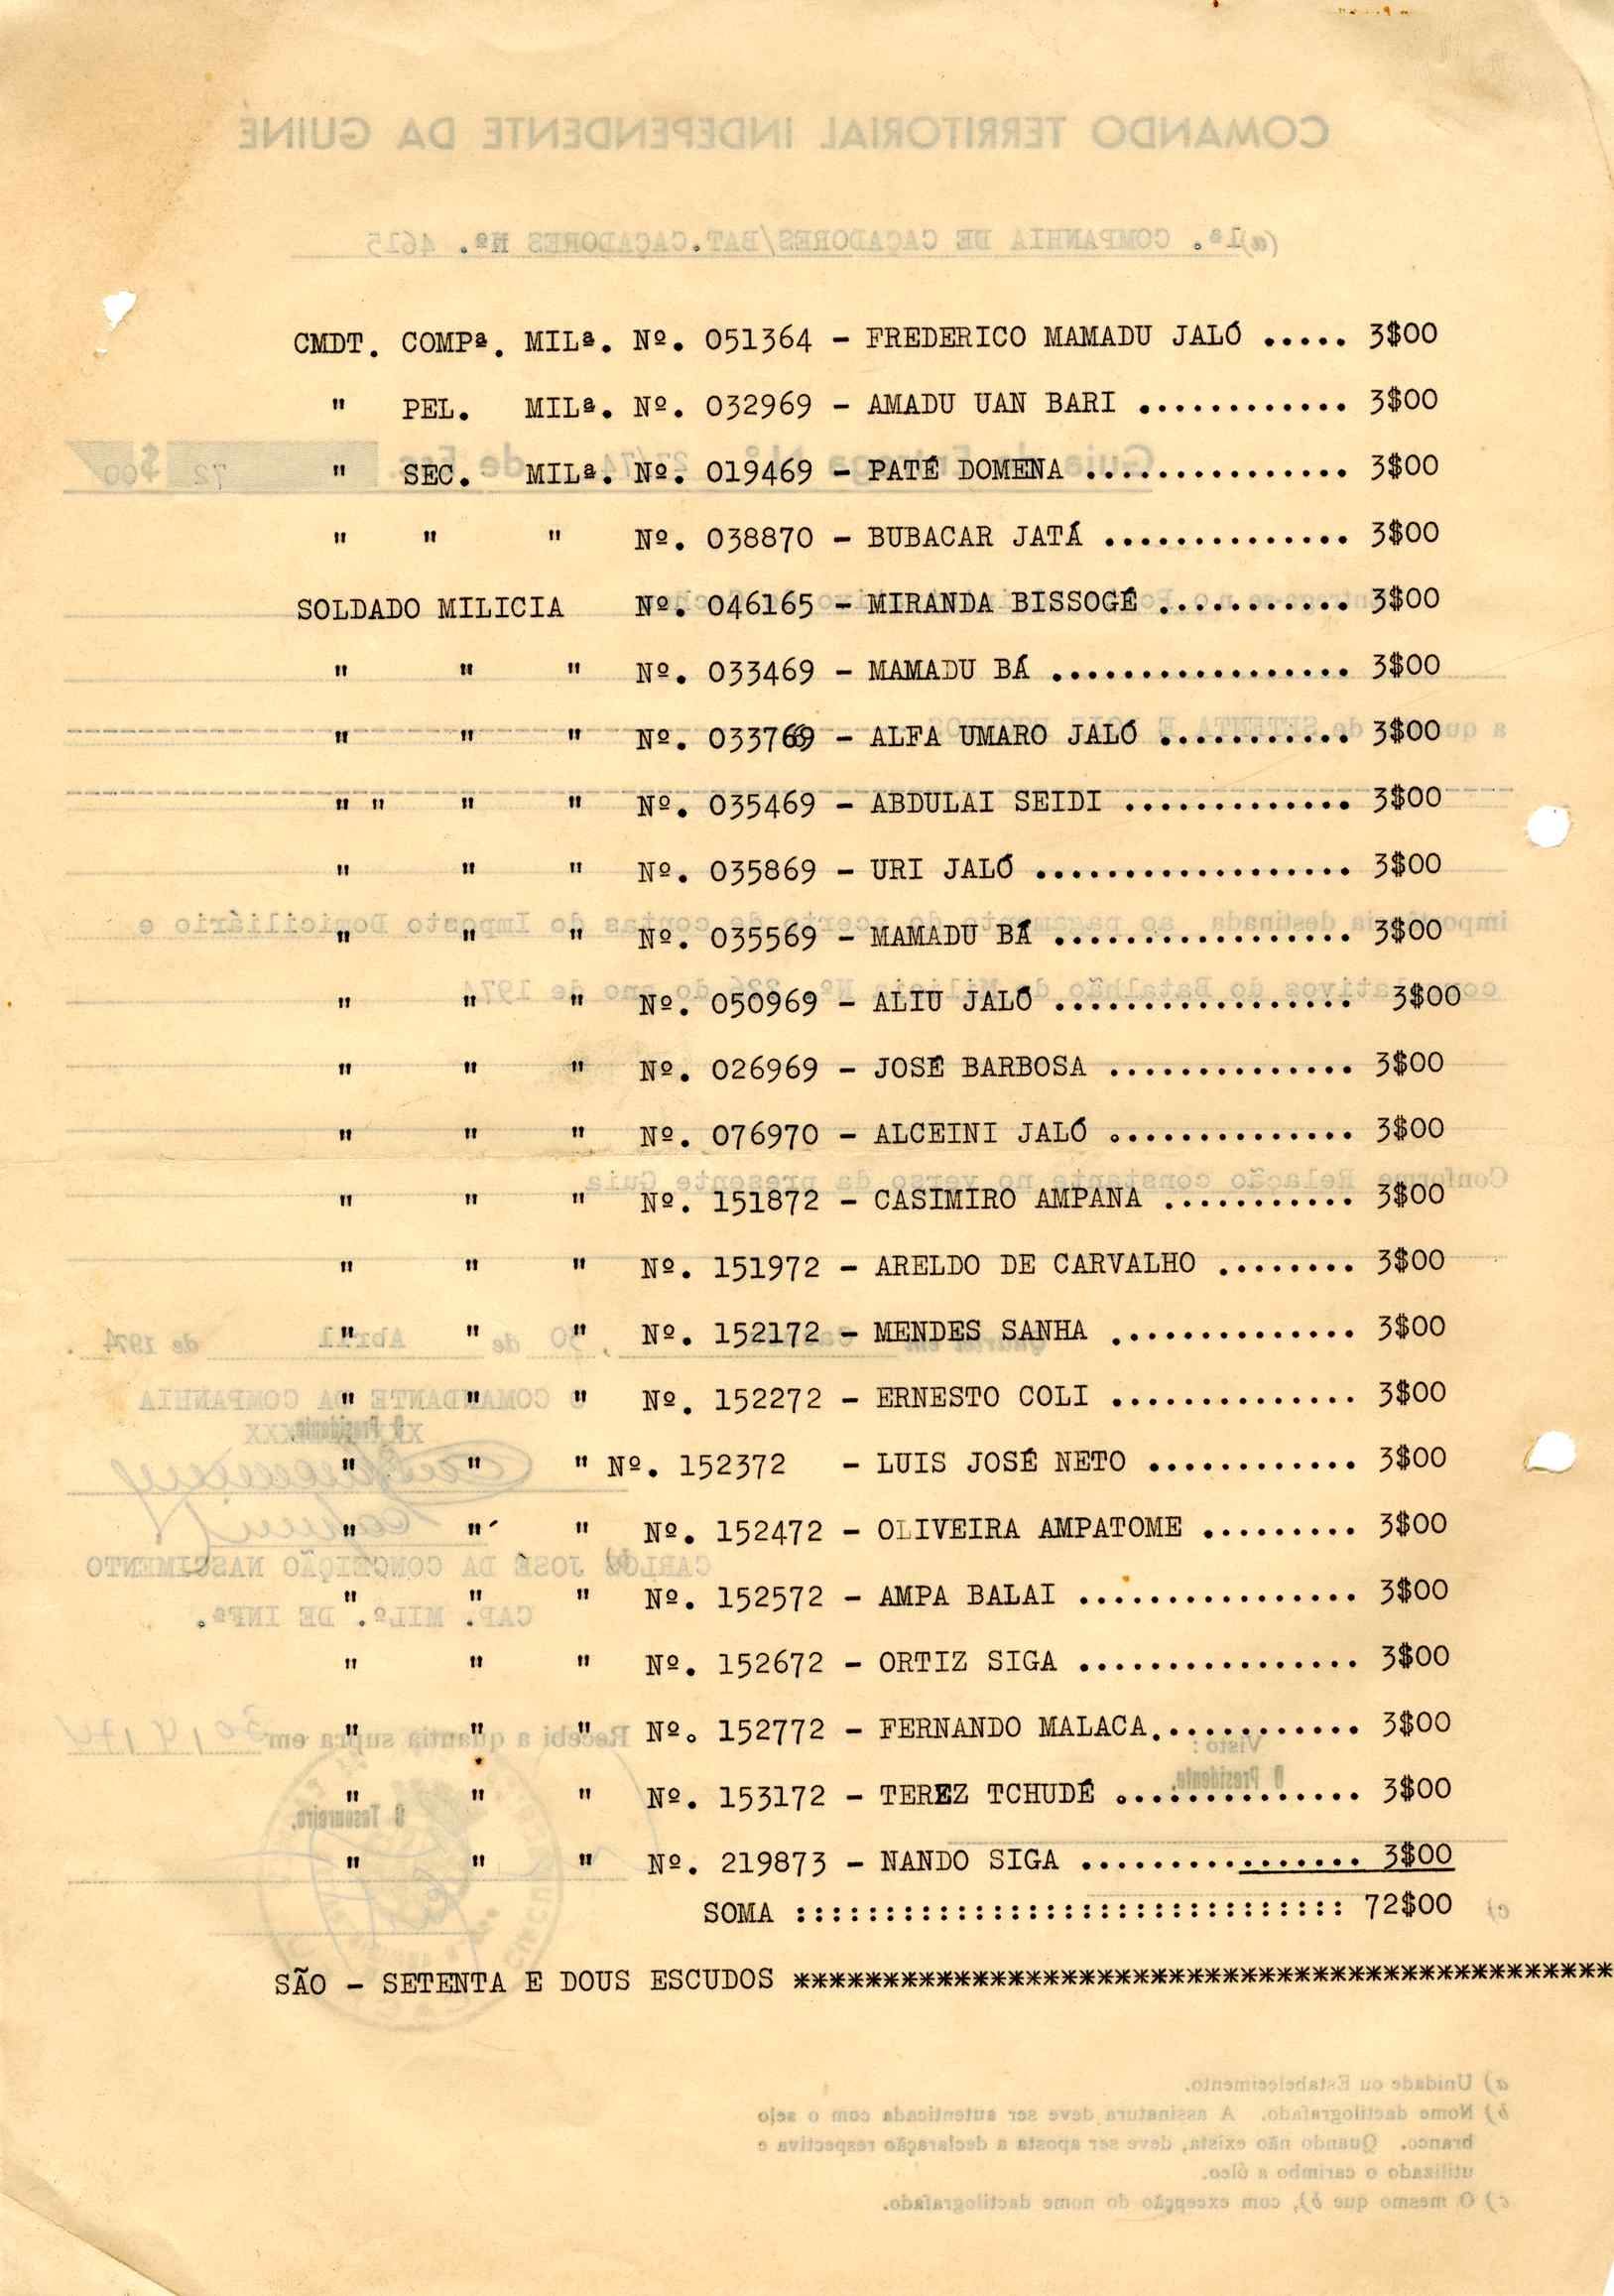 CMDT. COMPª. MILª. Nº. 051364 - FREDERICO MAMADU JALÓ ..... 3$00
" PEL. MILª. Nº. 032969 - AMADU UAN BARI ............ 3$00
" SEC. MILª. Nº. 019469 - PATÉ DOMENA ............... 3$00
" " " Nº. 038870 - BUBACAR JATÁ .............. 3$00
SOLDADO MILICIA Nº. 046165 - MIRANDA BISSOGÉ ........... 3$00
" " " Nº. 033469 - MAMADU BÁ ................. 3$00
" " " Nº. 033769 - ALFA UMARO JALÓ ........... 3$00
" " " " Nº. 035469 - ABDULAI SEIDI ............. 3$00
" " " Nº. 035869 - URI JALÓ .................. 3$00
" " " Nº. 035569 - MAMADU BÁ ................. 3$00
" " " Nº. 050969 - ALIU JALÓ ................. 3$00
" " " Nº. 026969 - JOSÉ BARBOSA .............. 3$00
" " " Nº. 076970 - ALCEINI JALÓ .............. 3$00
" " " Nº. 151872 - CASIMIRO AMPANA ........... 3$00
" " " Nº. 151972 - ARELDO DE CARVALHO ........ 3$00
" " " Nº. 152172 - MENDES SANHA .............. 3$00
" " " Nº. 152272 - ERNESTO COLI .............. 3$00
" " " Nº. 152372 - LUIS JOSÉ NETO ............ 3$00
" " " Nº. 152472 - OLIVEIRA AMPATOME ......... 3$00
" " " Nº. 152572 - AMPA BALAI ................ 3$00
" " " Nº. 152672 - ORTIZ SIGA ................ 3$00
" " " Nº. 152772 - FERNANDO MALACA............ 3$00
" " " Nº. 153172 - TEREZ TCHUDÉ .............. 3$00
" " " Nº. 219873 - NANDO SIGA ................ 3$00
SOMA ::::::::::::::::::::::::::::::: 72$00
SÃO - SETENTA E DOUS ESCUDOS **********************************************